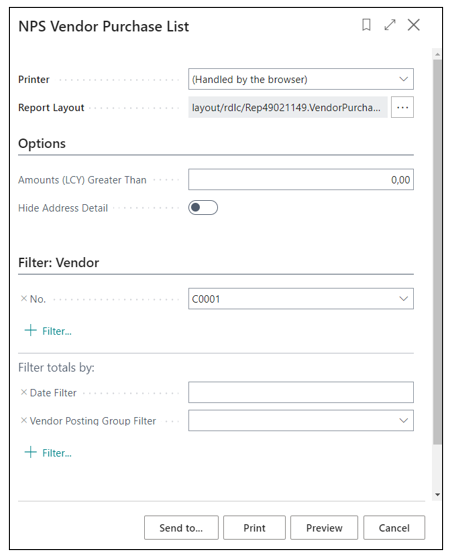 NPS Vendor Purchase List
Printer (Handled by the browser)
Report Layout layout/rdlc/Rep49021149.VendorPurcha... ...
Options
Amounts (LCY) Greater Than 0,00
Hide Address Detail
Filter: Vendor
× No. C0001
+ Filter...
Filter totals by:
× Date Filter
× Vendor Posting Group Filter
+ Filter...
Send to... Print Preview Cancel